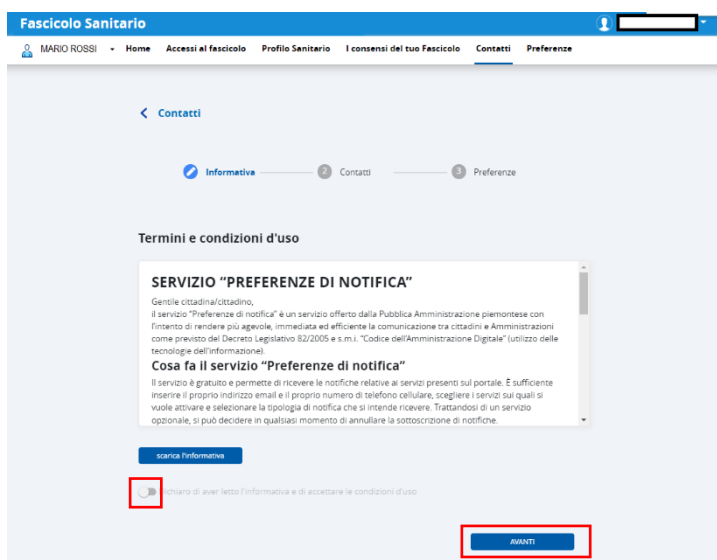 Fascicolo Sanitario
MARIO ROSSI Home Accessi al fascicolo Profilo Sanitario I consensi del tuo Fascicolo Contatti Preferenze
Contatti
Informativa 2 Contatti 3 Preferenze
Termini e condizioni d'uso
SERVIZIO “PREFERENZE DI NOTIFICA”
Gentile cittadina/cittadino,
il servizio “Preferenze di notifica” è un servizio offerto dalla Pubblica Amministrazione piemontese con
l'intento di rendere più agevole, immediata ed efficiente la comunicazione tra cittadini e Amministrazioni
come previsto del Decreto Legislativo 82/2005 e s.m.i. “Codice dell'Amministrazione Digitale” (utilizzo delle
tecnologie dell'informazione).
Cosa fa il servizio “Preferenze di notifica”
Il servizio è gratuito e permette di ricevere le notifiche relative ai servizi presenti sul portale. È sufficiente
inserire il proprio indirizzo email e il proprio numero di telefono cellulare, scegliere i servizi sui quali si
vuole attivare e selezionare la tipologia di notifica che si intende ricevere. Trattandosi di un servizio
opzionale, si può decidere in qualsiasi momento di annullare la sottoscrizione di notifiche.
scarica l'informativa
ichiaro di aver letto l'informativa e di accettare le condizioni d'uso
AVANTI